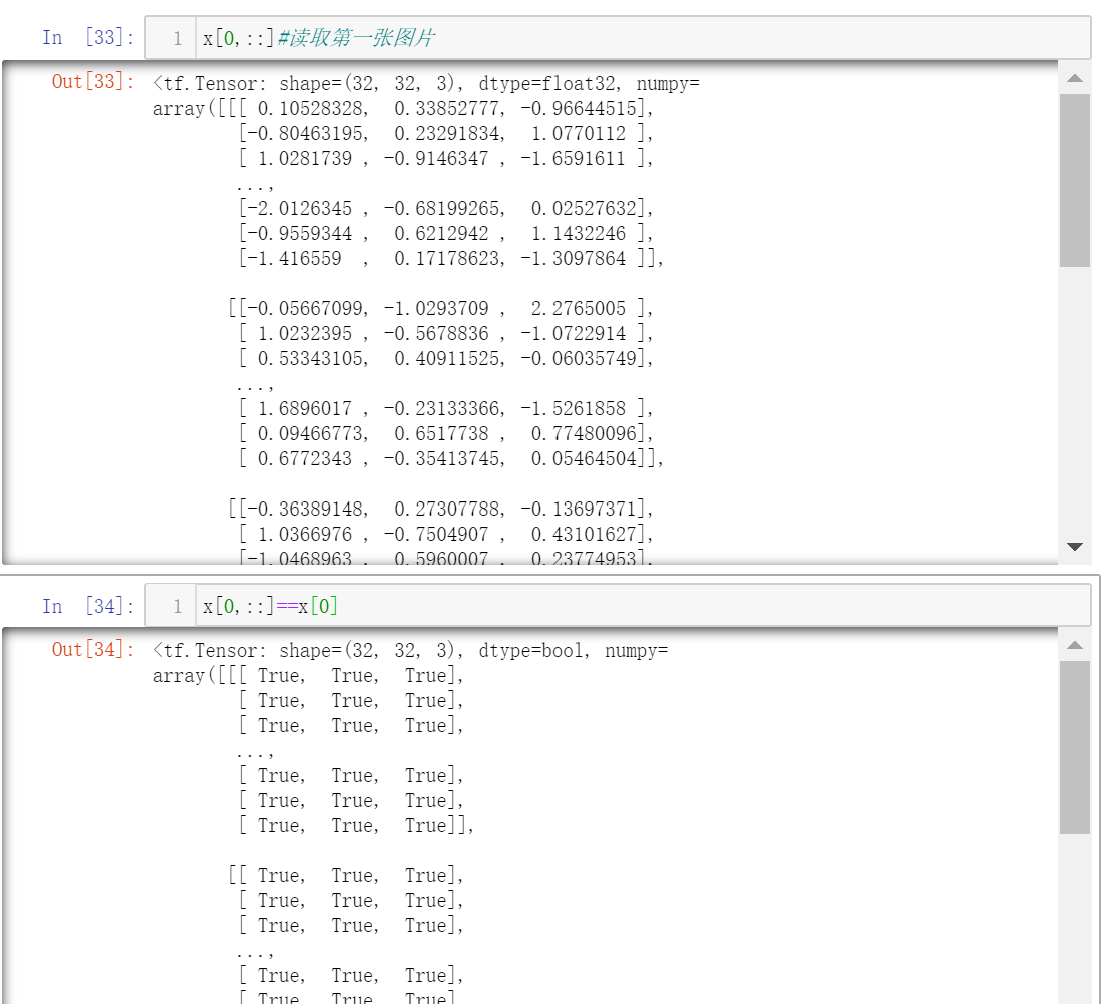 In [33]: 1 x[0,::]#读取第一张图片
Out[33]: <tf.Tensor: shape=(32, 32, 3), dtype=float32, numpy=
array([[[ 0.10528328, 0.33852777, -0.96644515],
[-0.80463195, 0.23291834, 1.0770112 ],
[ 1.0281739 , -0.9146347 , -1.6591611 ],
...,
[-2.0126345 , -0.68199265, 0.02527632],
[-0.9559344 , 0.6212942 , 1.1432246 ],
[-1.416559 , 0.17178623, -1.3097864 ]],
[[-0.05667099, -1.0293709 , 2.2765005 ],
[ 1.0232395 , -0.5678836 , -1.0722914 ],
[ 0.53343105, 0.40911525, -0.06035749],
...,
[ 1.6896017 , -0.23133366, -1.5261858 ],
[ 0.09466773, 0.6517738 , 0.77480096],
[ 0.6772343 , -0.35413745, 0.05464504]],
[[-0.36389148, 0.27307788, -0.13697371],
[ 1.0366976 , -0.7504907 , 0.43101627],
[-1.0468963 , 0.5960007 , 0.23774953],
In [34]: 1 x[0,::]==x[0]
Out[34]: <tf.Tensor: shape=(32, 32, 3), dtype=bool, numpy=
array([[[ True, True, True],
[ True, True, True],
[ True, True, True],
...,
[ True, True, True],
[ True, True, True],
[ True, True, True]],
[[ True, True, True],
[ True, True, True],
[ True, True, True],
...,
[ True, True, True],
[ True, True, True]